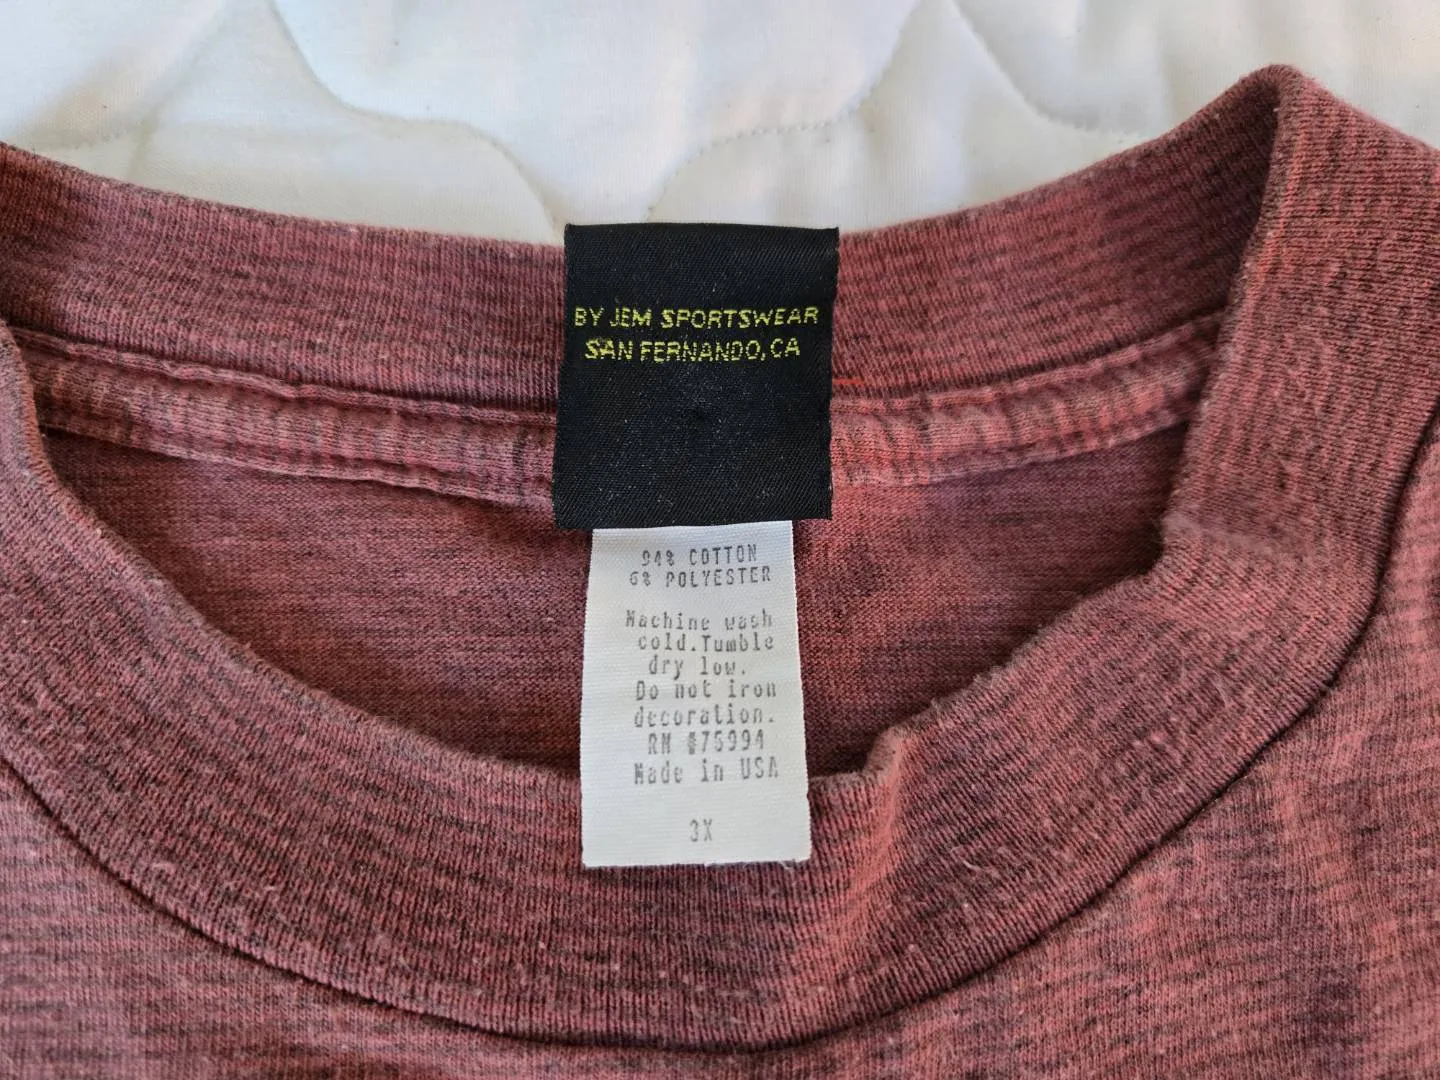 BY JEM SPORTSWEAR
SAN FERNANDO, CA
94% COTTON
6% POLYESTER
Machine wash
cold.Tumble
dry low.
Do not iron
decoration.
RN #75994
Made in USA
3X